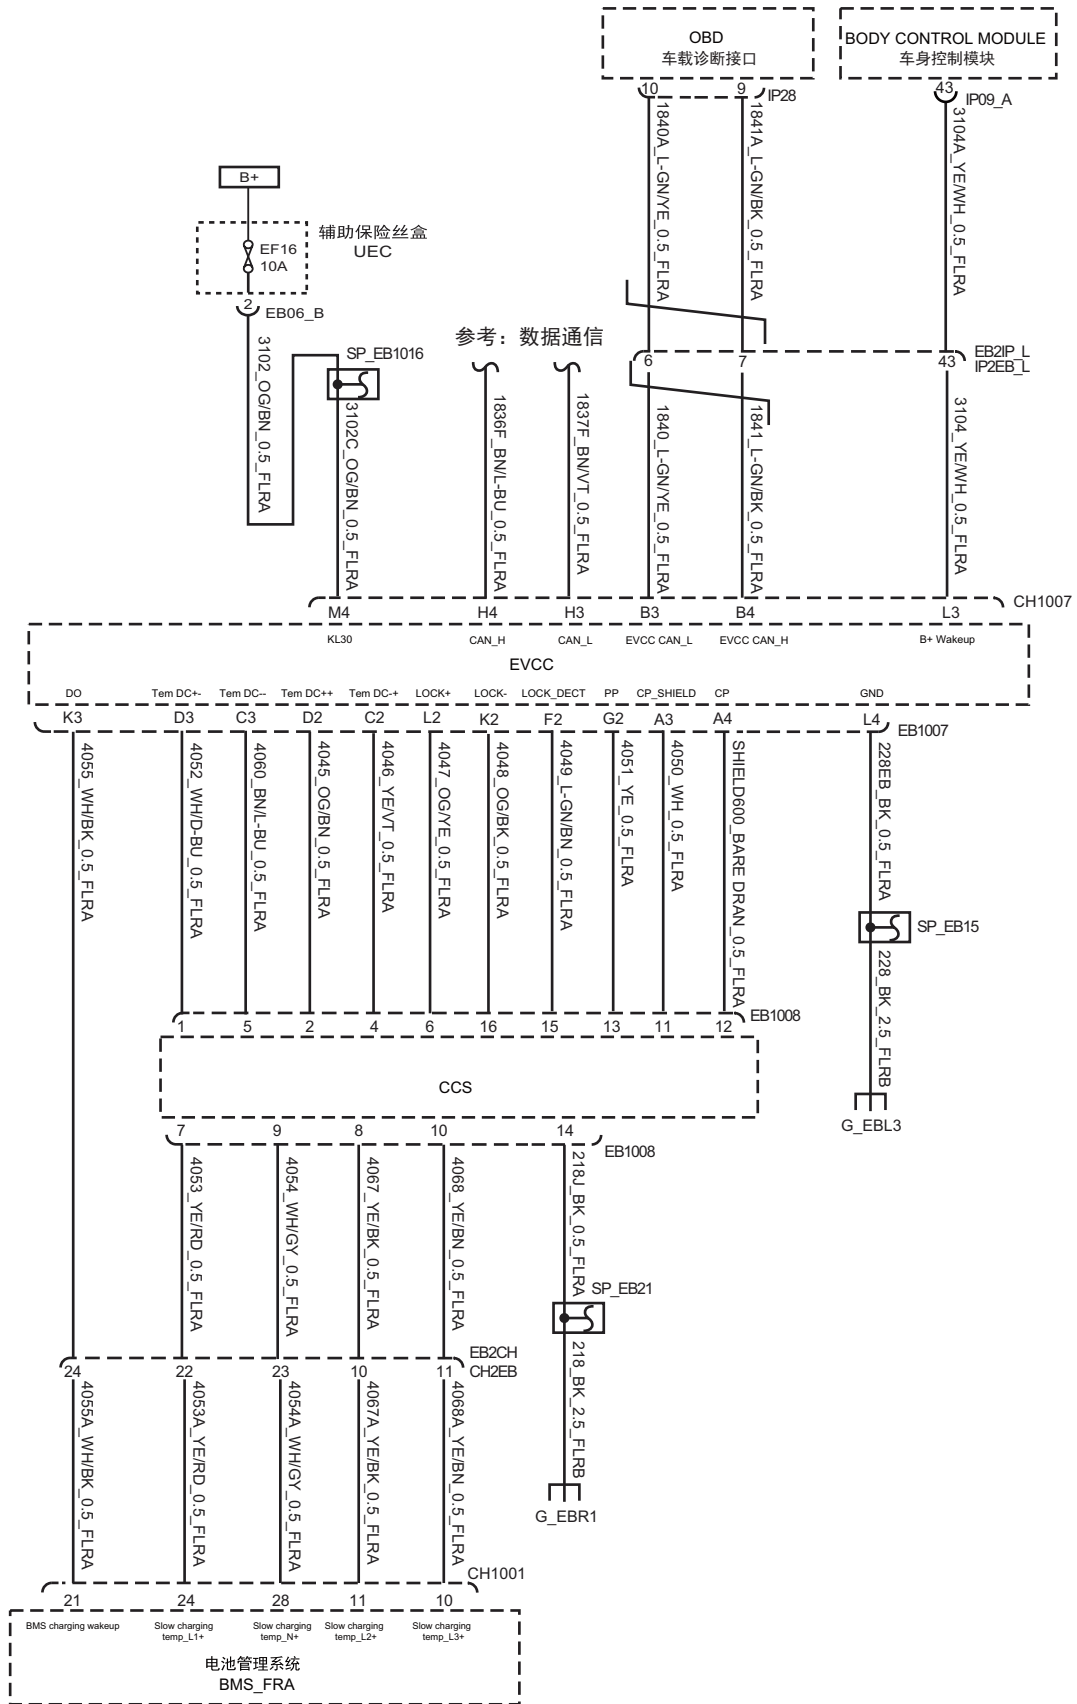 OBD
车载诊断接口
BODY CONTROL MODULE
车身控制模块
10
9
IP28
43
IP09_A
1840A_L-GN/YE_0.5_FLRA
1841A_L-GN/BK_0.5_FLRA
3104A_YE/WH_0.5_FLRA
B+
EF16
10A
辅助保险丝盒
UEC
2
EB06_B
3102_OG/BN_0.5_FLRA
SP_EB1016
3102C_OG/BN_0.5_FLRA
参考：数据通信
1836F_BN/L-BU_0.5_FLRA
1837F_BN/VT_0.5_FLRA
6
7
43
EB2IP_L
IP2EB_L
1840_L-GN/YE_0.5_FLRA
1841_L-GN/BK_0.5_FLRA
3104_YE/WH_0.5_FLRA
CH1007
M4
H4
H3
B3
B4
L3
KL30
CAN_H
CAN_L
EVCC CAN_L
EVCC CAN_H
B+ Wakeup
EVCC
DO
Tem DC+-
Tem DC--
Tem DC++
Tem DC-+
LOCK+
LOCK-
LOCK_DECT
PP
CP_SHIELD
CP
GND
K3
D3
C3
D2
C2
L2
K2
F2
G2
A3
A4
L4
EB1007
4055_WH/BK_0.5_FLRA
4052_WH/D-BU_0.5_FLRA
4060_BN/L-BU_0.5_FLRA
4045_OG/BN_0.5_FLRA
4046_YE/VT_0.5_FLRA
4047_OG/YE_0.5_FLRA
4048_OG/BK_0.5_FLRA
4049_L-GN/BN_0.5_FLRA
4051_YE_0.5_FLRA
4050_WH_0.5_FLRA
SHIELD600_BARE DRAN_0.5_FLRA
228EB_BK_0.5_FLRA
SP_EB15
228_BK_2.5_FLRB
G_EBL3
1
5
2
4
6
16
15
13
11
12
EB1008
CCS
7
9
8
10
14
EB1008
4053_YE/RD_0.5_FLRA
4054_WH/GY_0.5_FLRA
4067_YE/BK_0.5_FLRA
4068_YE/BN_0.5_FLRA
218J_BK_0.5_FLRA
SP_EB21
218_BK_2.5_FLRB
G_EBR1
EB2CH
CH2EB
24
22
23
10
11
4055A_WH/BK_0.5_FLRA
4053A_YE/RD_0.5_FLRA
4054A_WH/GY_0.5_FLRA
4067A_YE/BK_0.5_FLRA
4068A_YE/BN_0.5_FLRA
CH1001
21
24
28
11
10
BMS charging wakeup
Slow charging
temp_L1+
Slow charging
temp_N+
Slow charging
temp_L2+
Slow charging
temp_L3+
电池管理系统
BMS_FRA